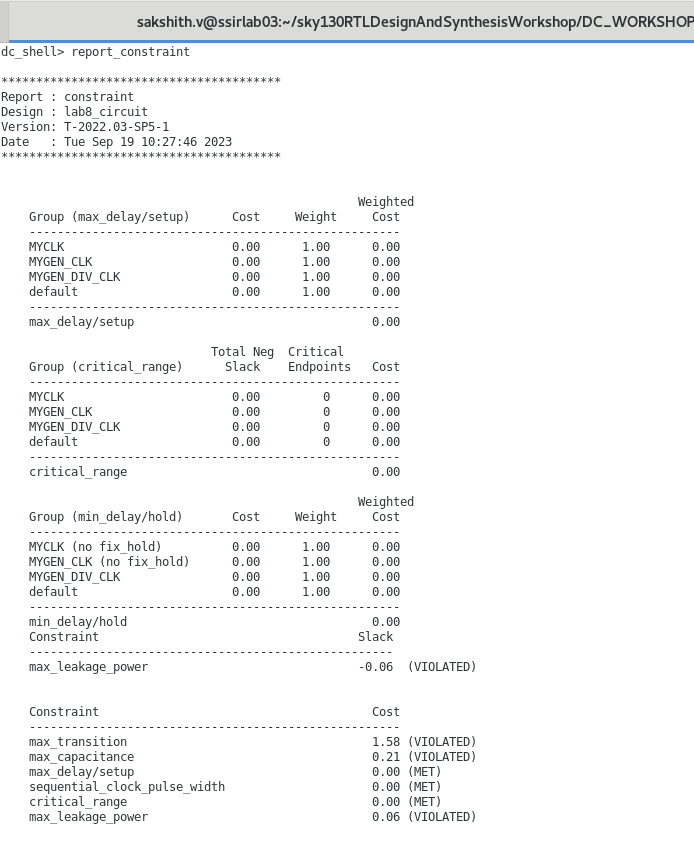 sakshith.v@ssirlab03:~/sky130RTLDesignAndSynthesisWorkshop/DC_WORKSHOP
dc_shell> report_constraint
****************************************
Report : constraint
Design : lab8_circuit
Version: T-2022.03-SP5-1
Date   : Tue Sep 19 10:27:46 2023
****************************************
                                                   Weighted
    Group (max_delay/setup)      Cost     Weight     Cost
    -----------------------------------------------------
    MYCLK                        0.00      1.00      0.00
    MYGEN_CLK                    0.00      1.00      0.00
    MYGEN_DIV_CLK                0.00      1.00      0.00
    default                      0.00      1.00      0.00
    -----------------------------------------------------
    max_delay/setup                                  0.00
                              Total Neg  Critical
    Group (critical_range)      Slack    Endpoints   Cost
    -----------------------------------------------------
    MYCLK                        0.00         0      0.00
    MYGEN_CLK                    0.00         0      0.00
    MYGEN_DIV_CLK                0.00         0      0.00
    default                      0.00         0      0.00
    -----------------------------------------------------
    critical_range                                   0.00
                                                   Weighted
    Group (min_delay/hold)       Cost     Weight     Cost
    -----------------------------------------------------
    MYCLK (no fix_hold)          0.00      1.00      0.00
    MYGEN_CLK (no fix_hold)      0.00      1.00      0.00
    MYGEN_DIV_CLK                0.00      1.00      0.00
    default                      0.00      1.00      0.00
    -----------------------------------------------------
    min_delay/hold                                   0.00
    Constraint                                     Slack
    ----------------------------------------------------
    max_leakage_power                              -0.06  (VIOLATED)
    Constraint                                       Cost
    -----------------------------------------------------
    max_transition                                   1.58 (VIOLATED)
    max_capacitance                                  0.21 (VIOLATED)
    max_delay/setup                                  0.00 (MET)
    sequential_clock_pulse_width                     0.00 (MET)
    critical_range                                   0.00 (MET)
    max_leakage_power                                0.06 (VIOLATED)